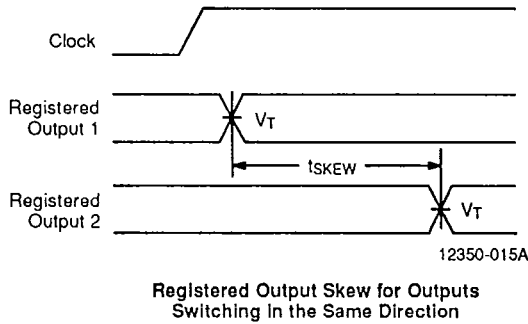 Clock
Registered
Output 1
VT
tSKEW
Registered
Output 2
VT
12350-015A
Registered Output Skew for Outputs
Switching in the Same Direction